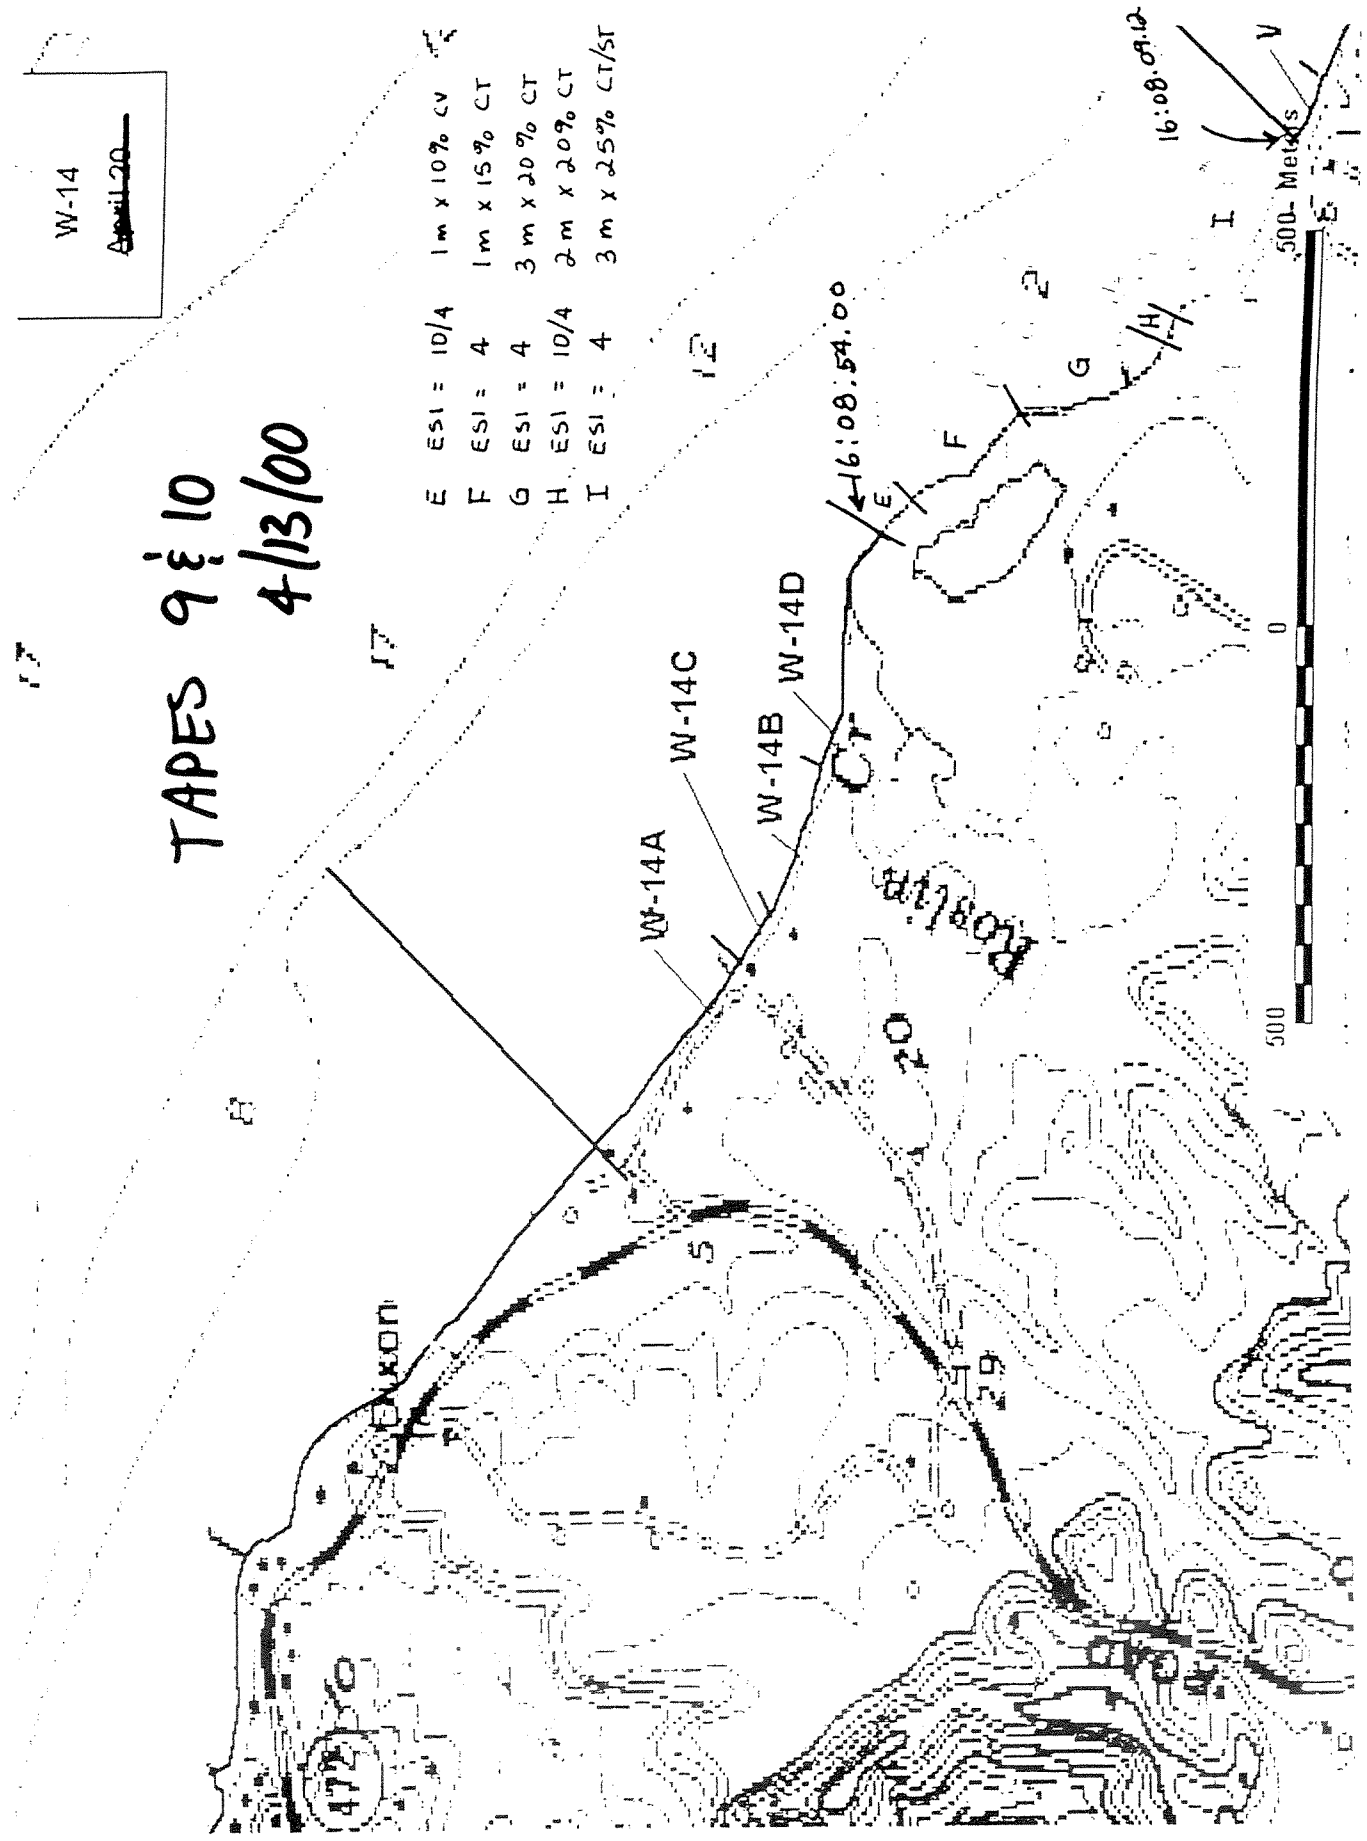 W-14
April 20
TAPES 9 & 10
4/13/00
E ESI = 10/4 1m x 10% CV
F ESI = 4 1m x 15% CT
G ESI = 4 3m x 20% CT
H ESI = 10/4 2m x 20% CT
I ESI = 4 3m x 25% CT/ST
17
17
12
8
2
16:08:54.00
16:08:09.12
W-14A
W-14C
W-14B
W-14D
E
F
G
H
I
V
Dixon
5
20
29
500
0
500 Meters